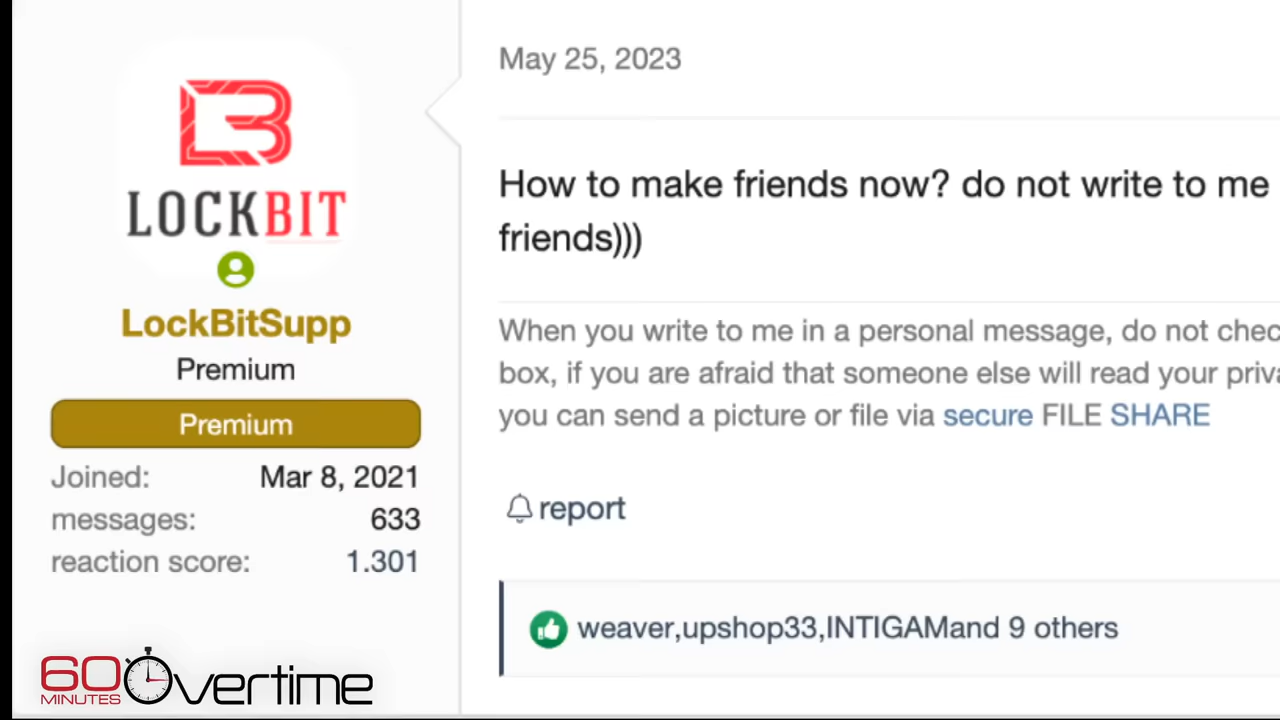 May 25, 2023
LOCKBIT
LockBitSupp
Premium
Premium
Joined: Mar 8, 2021
messages: 633
reaction score: 1.301
How to make friends now? do not write to me
friends)))
When you write to me in a personal message, do not
box, if you are afraid that someone else will read your
you can send a picture or file via secure FILE SHARE
report
weaver,upshop33,INTIGAMand 9 others
60 Overtime
MINUTES